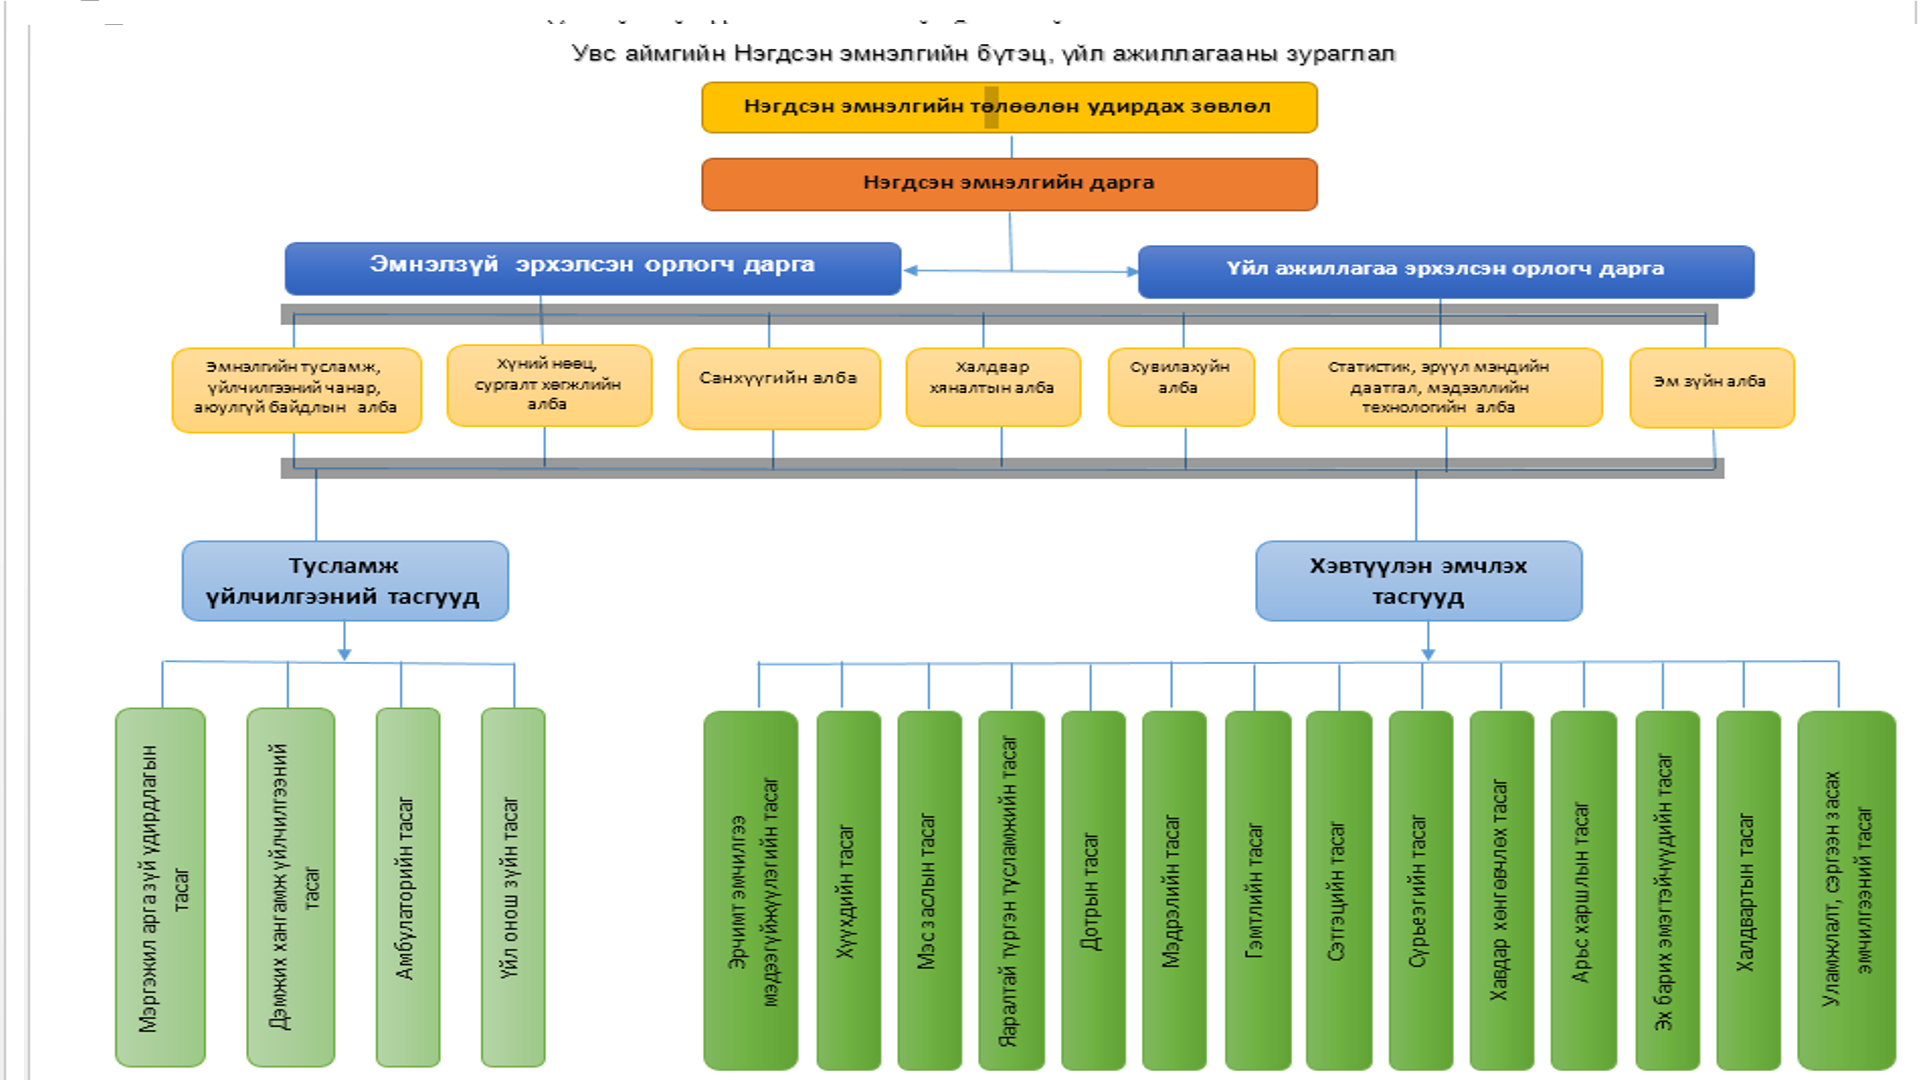 Увс аймгийн Нэгдсэн эмнэлгийн бүтэц, үйл ажиллагааны зураглал
Нэгдсэн эмнэлгийн төлөөлөн удирдах зөвлөл
Нэгдсэн эмнэлгийн дарга
Эмнэлзүй эрхэлсэн орлогч дарга
Үйл ажиллагаа эрхэлсэн орлогч дарга
Эмнэлгийн тусламж,
үйлчилгээний чанар,
аюулгүй байдлын алба
Хүний нөөц,
сургалт хөгжлийн
алба
Санхүүгийн алба
Халдвар
хяналтын алба
Сувилахуйн
алба
Статистик, эрүүл мэндийн
даатгал, мэдээллийн
технологийн алба
Эм зүйн алба
Тусламж
үйлчилгээний тасгууд
Хэвтүүлэн эмчлэх
тасгууд
Мэргэжил арга зүй удирдлагын
тасаг
Дэмжих хангамж үйлчилгээний
тасаг
Амбулаторийн тасаг
Үйл онош зүйн тасаг
Эрчимт эмчилгээ
мэдээгүйжүүлэгийн тасаг
Хүүхдийн тасаг
Мэс заслын тасаг
Яаралтай түргэн тусламжийн тасаг
Дотрын тасаг
Мэдрэлийн тасаг
Гэмтлийн тасаг
Сэтгэцийн тасаг
Сүрьеэгийн тасаг
Хавдар хөнгөвчлөх тасаг
Арьс харшлын тасаг
Эх барих эмэгтэйчүүдийн тасаг
Халдвартын тасаг
Уламжлалт, сэргээн засах
эмчилгээний тасаг